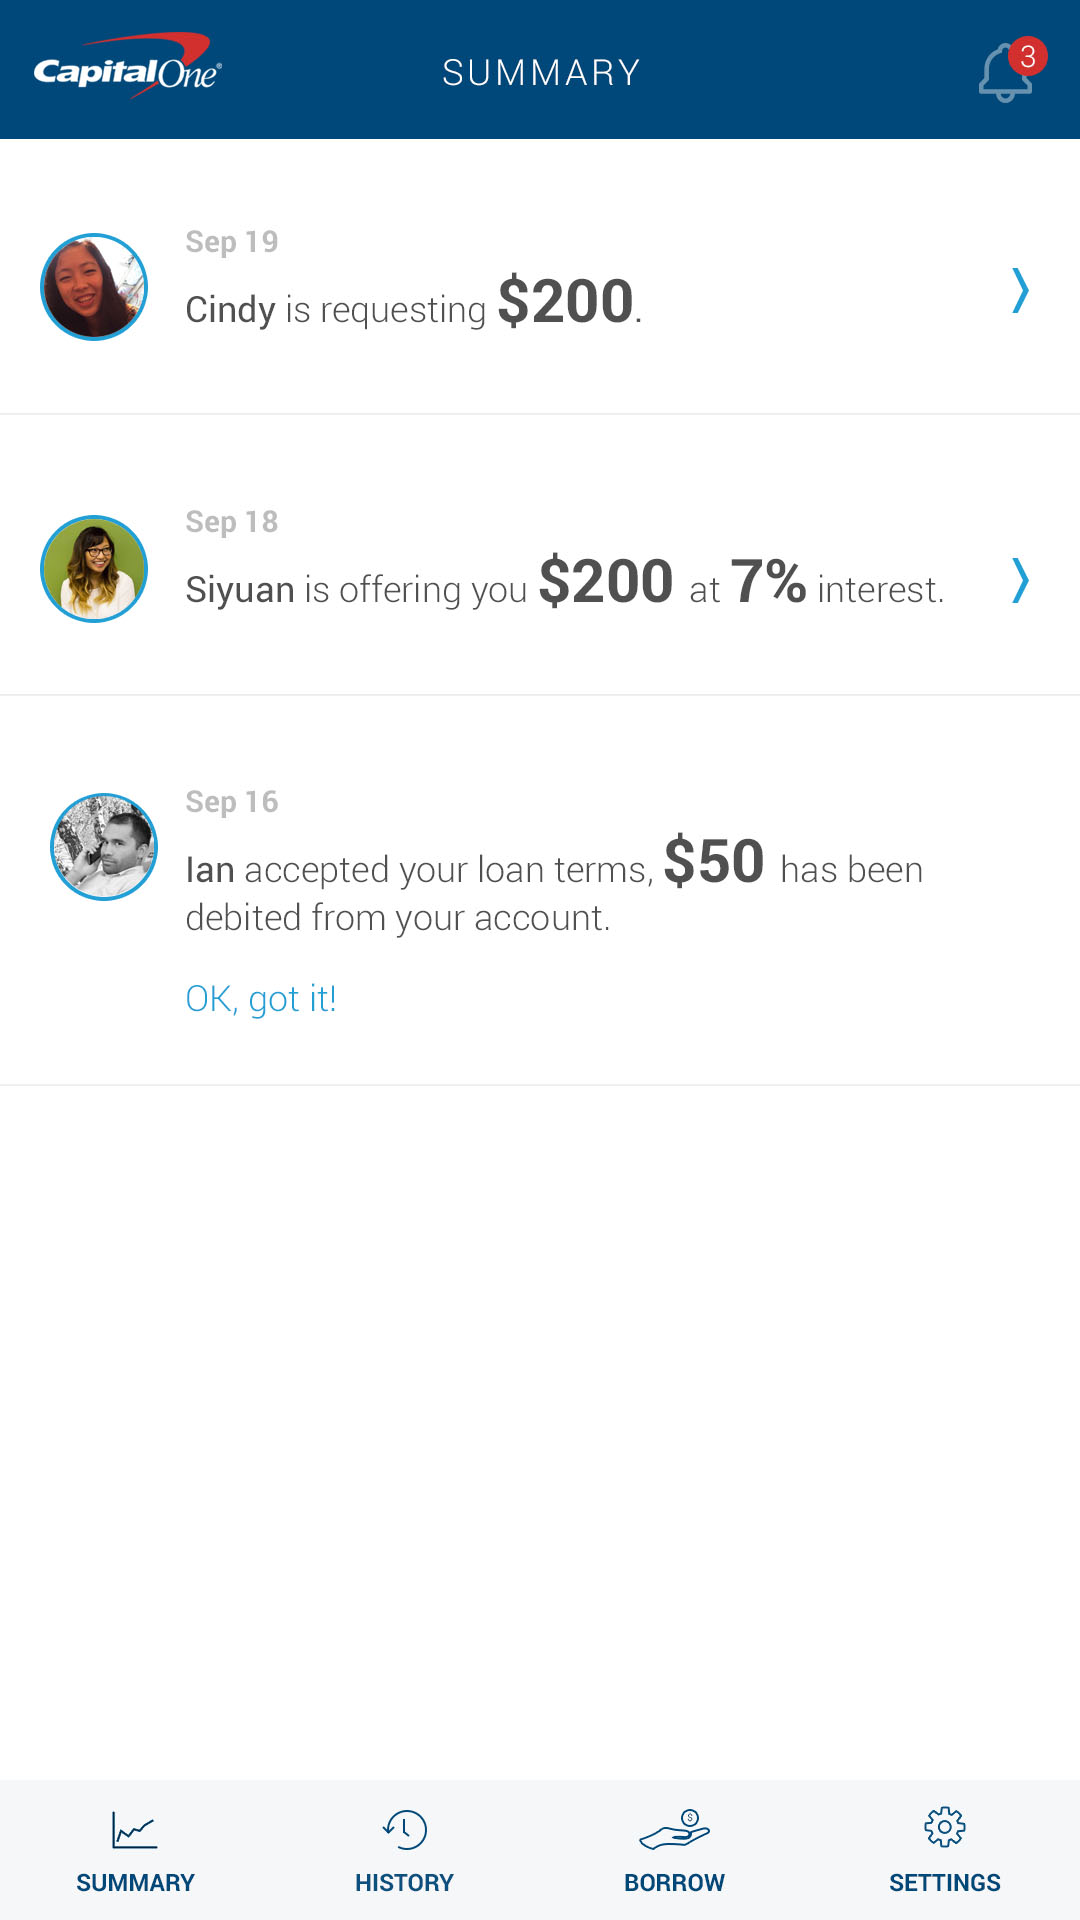 CapitalOne®
SUMMARY
3
Sep 19
Cindy is requesting $200.
Sep 18
Siyuan is offering you $200 at 7% interest.
Sep 16
Ian accepted your loan terms, $50 has been
debited from your account.
OK, got it!
$
SUMMARY
HISTORY
BORROW
SETTINGS